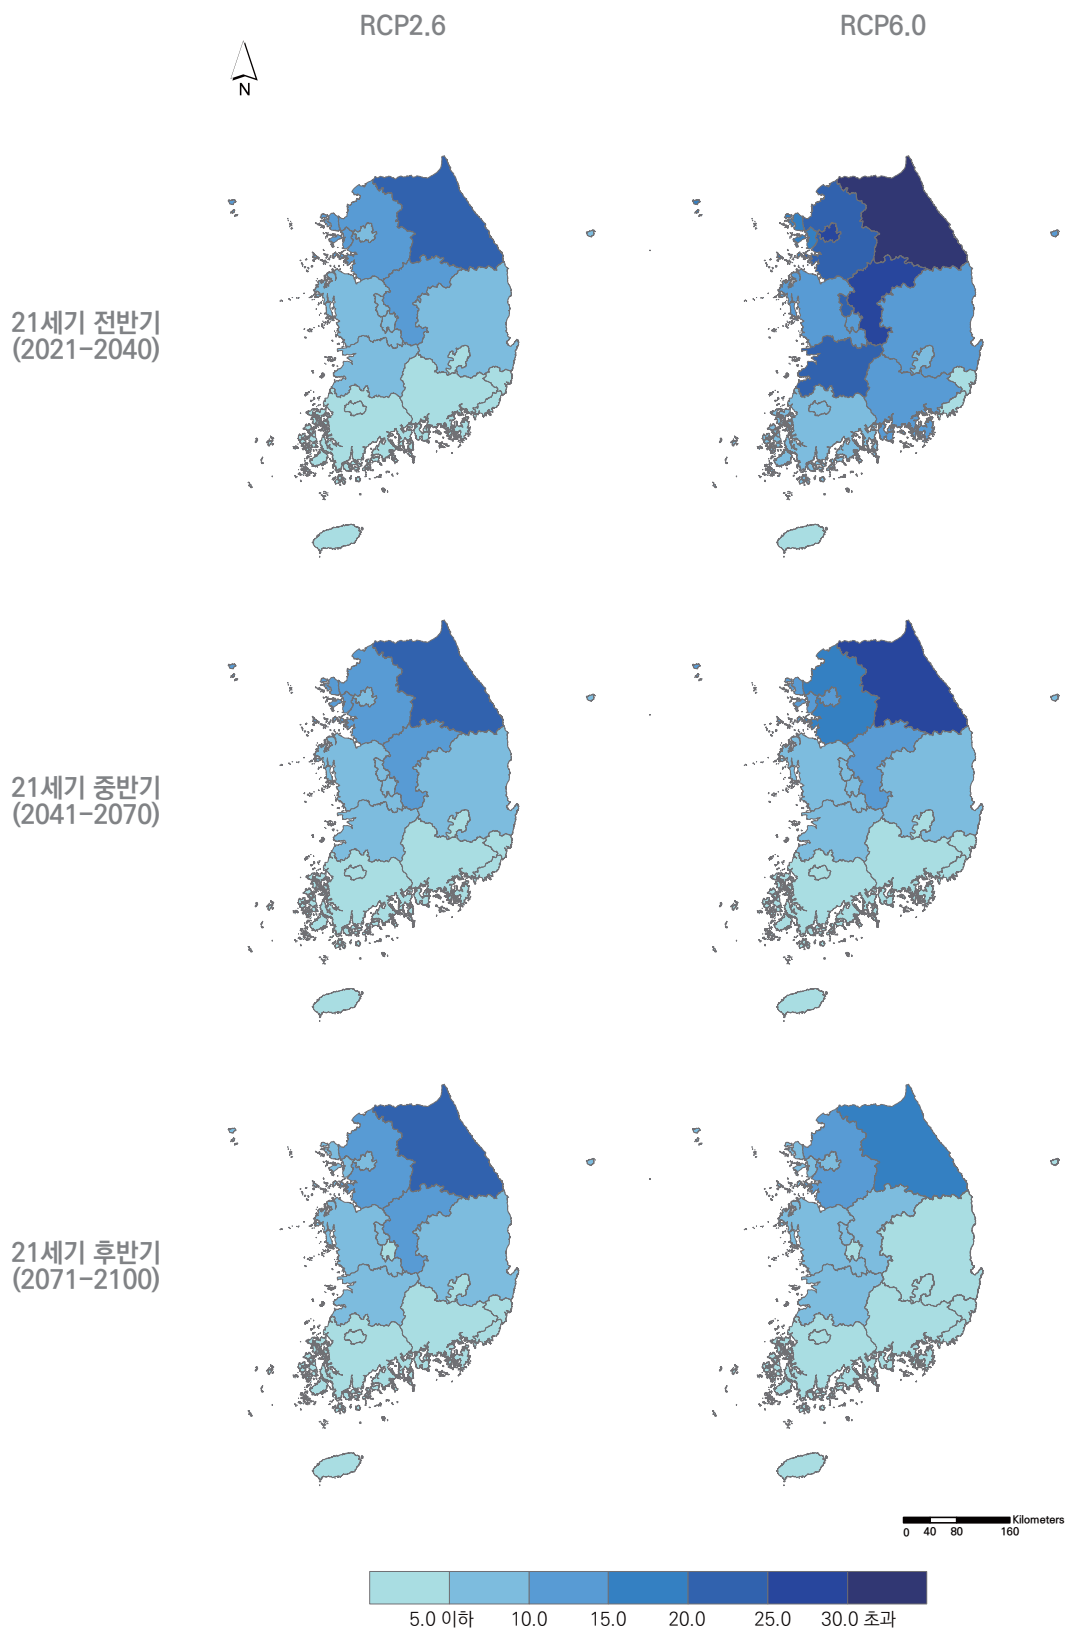 RCP2.6
RCP6.0
N
21세기 전반기
(2021-2040)
21세기 중반기
(2041-2070)
21세기 후반기
(2071-2100)
Kilometers
0 40 80 160
5.0 이하 10.0 15.0 20.0 25.0 30.0 초과